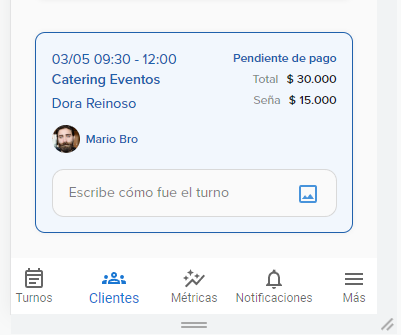 03/05 09:30 - 12:00
Pendiente de pago
Catering Eventos
Total $ 30.000
Dora Reinoso
Seña $ 15.000
Mario Bro
Escribe cómo fue el turno
Turnos
Clientes
Métricas
Notificaciones
Más